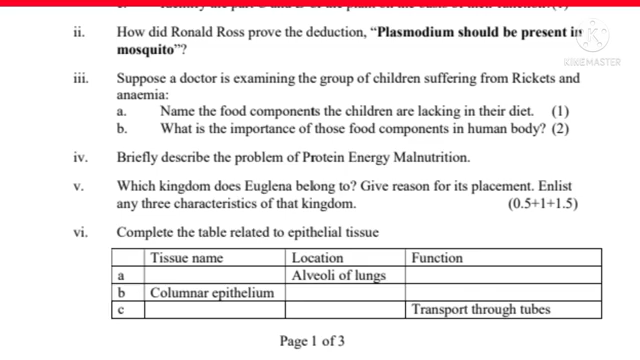 ii. How did Ronald Ross prove the deduction, “Plasmodium should be present in
mosquito”?
KINEMASTER
iii. Suppose a doctor is examining the group of children suffering from Rickets and
anaemia:
a. Name the food components the children are lacking in their diet. (1)
b. What is the importance of those food components in human body? (2)
iv. Briefly describe the problem of Protein Energy Malnutrition.
v. Which kingdom does Euglena belong to? Give reason for its placement. Enlist
any three characteristics of that kingdom. (0.5+1+1.5)
vi. Complete the table related to epithelial tissue
Tissue name Location Function
a Alveoli of lungs
b Columnar epithelium
c Transport through tubes
Page 1 of 3